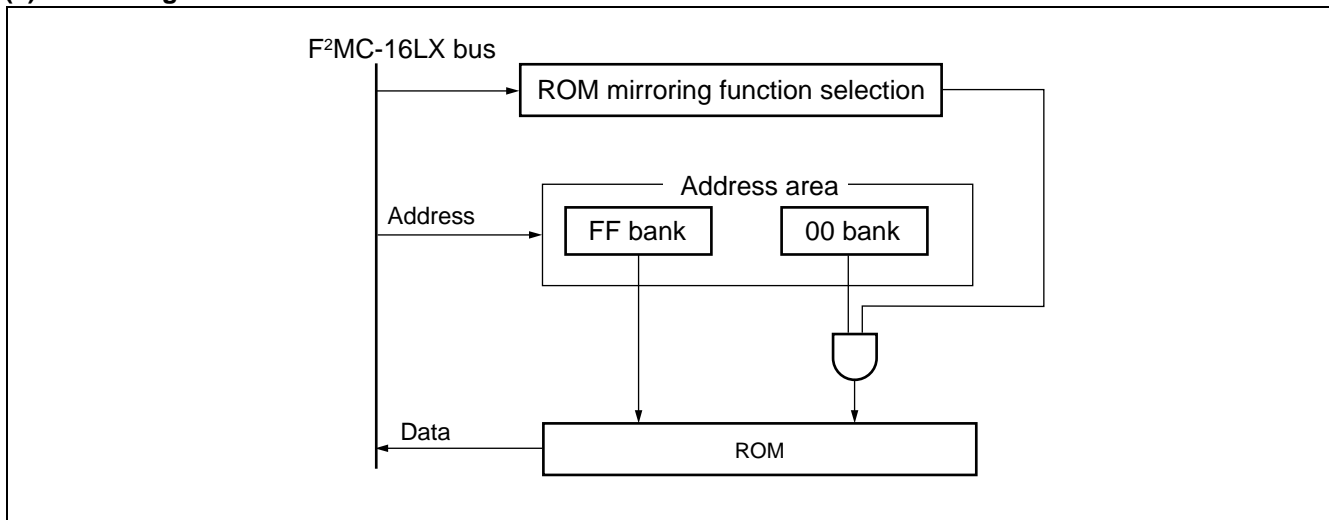 F²MC-16LX bus
ROM mirroring function selection
Address area
Address
FF bank
00 bank
Data
ROM